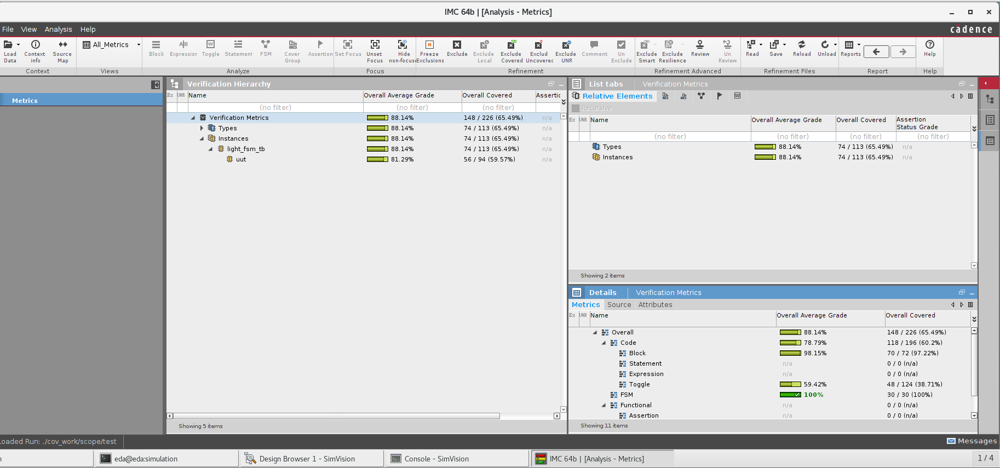 IMC 64b | [Analysis - Metrics]
File View Analysis Help
cādence
Load Data
Context info
Source Map
All_Metrics
Block
Expression
Toggle
Statement
FSM
Cover Group
Assertion
Set Focus
Unset Focus
Hide non-focus
Freeze Exclusions
Exclude
Exclude Local
Exclude Covered
Exclud Uncoverec
Exclude UNR
Comment
Un Exclude
Exclude Smart
Exclude Resilience
Review
Un Review
Read
Save
Reload
Unload
Reports
Help
Context Views Analyze Focus Refinement Refinement Advanced Refinement Files Report Help
Metrics
Verification Hierarchy
Ex UNR Name Overall Average Grade Overall Covered Assertic
(no filter) (no filter) (no filter)
Verification Metrics 88.14% 148 / 226 (65.49%) n/a
Types 88.14% 74 / 113 (65.49%) n/a
Instances 88.14% 74 / 113 (65.49%) n/a
light_fsm_tb 88.14% 74 / 113 (65.49%) n/a
uut 81.29% 56 / 94 (59.57%) n/a
Showing 5 items
List tabs Verification Metrics
Relative Elements
Recursive
Ex UNR Name Overall Average Grade Overall Covered Assertion Status Grade
(no filter) (no filter) (no filter) (no filter)
Types 88.14% 74 / 113 (65.49%) n/a
Instances 88.14% 74 / 113 (65.49%) n/a
Showing 2 items
Details Verification Metrics
Metrics Source Attributes
Ex UNR Name Overall Average Grade Overall Covered
Overall 88.14% 148 / 226 (65.49%)
Code 78.79% 118 / 196 (60.2%)
Block 98.15% 70 / 72 (97.22%)
Statement n/a 0 / 0 (n/a)
Expression n/a 0 / 0 (n/a)
Toggle 59.42% 48 / 124 (38.71%)
FSM 100% 30 / 30 (100%)
Functional n/a 0 / 0 (n/a)
Assertion n/a 0 / 0 (n/a)
Showing 11 items
oaded Run: ./cov_work/scope/test
Messages
eda@eda:simulation
Design Browser 1 - SimVision
Console - SimVision
IMC 64b | [Analysis - Metrics]
1 / 4